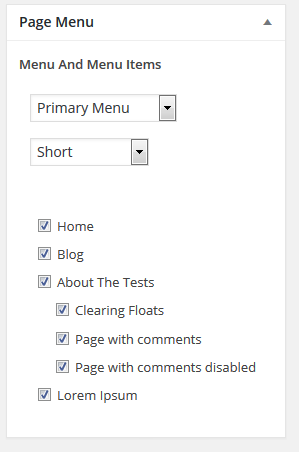 Page Menu
Menu And Menu Items
Primary Menu
Short
Home
Blog
About The Tests
Clearing Floats
Page with comments
Page with comments disabled
Lorem Ipsum